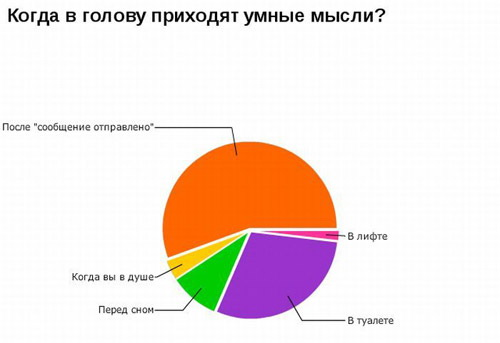 Когда в голову приходят умные мысли?
После "сообщение отправлено"
В лифте
Когда вы в душе
Перед сном
В туалете